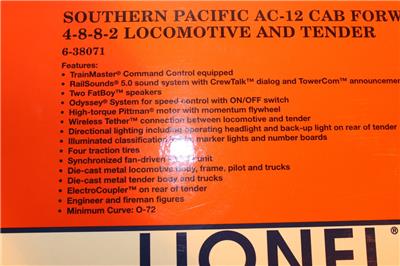 SOUTHERN PACIFIC AC-12 CAB FORW
4-8-8-2 LOCOMOTIVE AND TENDER
6-38071
Features:
• TrainMaster® Command Control equipped
• RailSounds® 5.0 sound system with CrewTalk™ dialog and TowerCom™ announcemen
• Two FatBoy™ speakers
• Odyssey® System for speed control with ON/OFF switch
• High-torque Pittman® motor with momentum flywheel
• Wireless Tether™ connection between locomotive and tender
• Directional lighting including operating headlight and back-up light on rear of tender
• Illuminated classification marker lights and number boards
• Four traction tires
• Synchronized fan-driven unit
• Die-cast metal locomotive body, frame, pilot and trucks
• Die-cast metal tender body and trucks
• ElectroCoupler™ on rear of tender
• Engineer and fireman figures
• Minimum Curve: O-72
LIONEL®